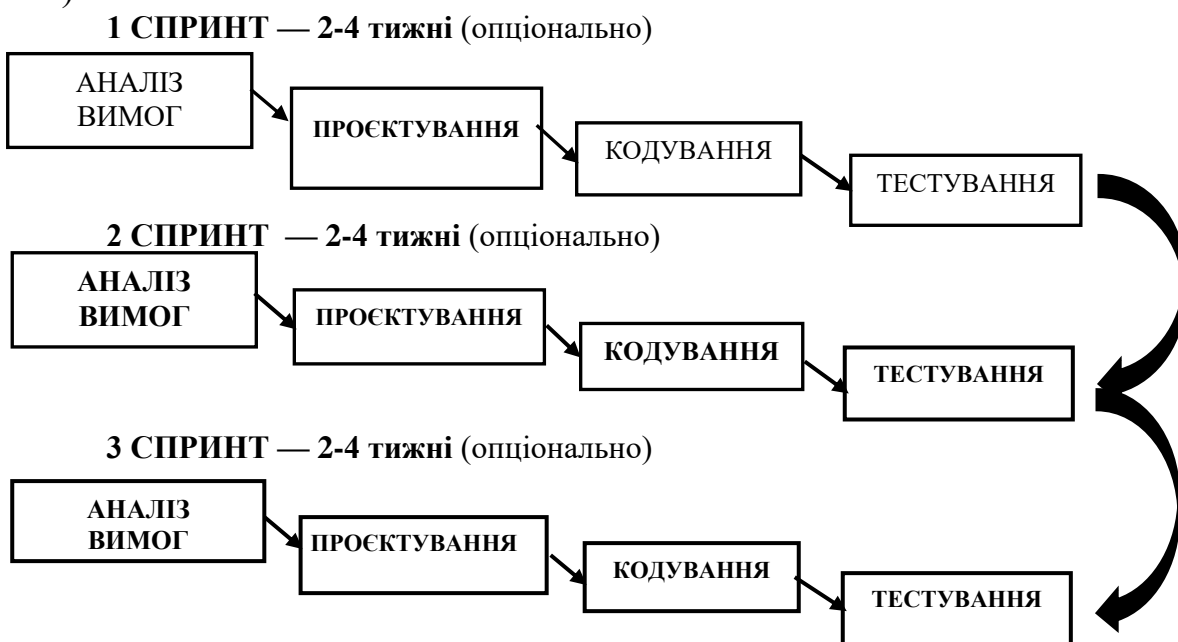 )
1 СПРИНТ — 2-4 тижні (опціонально)
АНАЛІЗ
ВИМОГ
ПРОЄКТУВАННЯ
КОДУВАННЯ
ТЕСТУВАННЯ
2 СПРИНТ — 2-4 тижні (опціонально)
АНАЛІЗ
ВИМОГ
ПРОЄКТУВАННЯ
КОДУВАННЯ
ТЕСТУВАННЯ
3 СПРИНТ — 2-4 тижні (опціонально)
АНАЛІЗ
ВИМОГ
ПРОЄКТУВАННЯ
КОДУВАННЯ
ТЕСТУВАННЯ